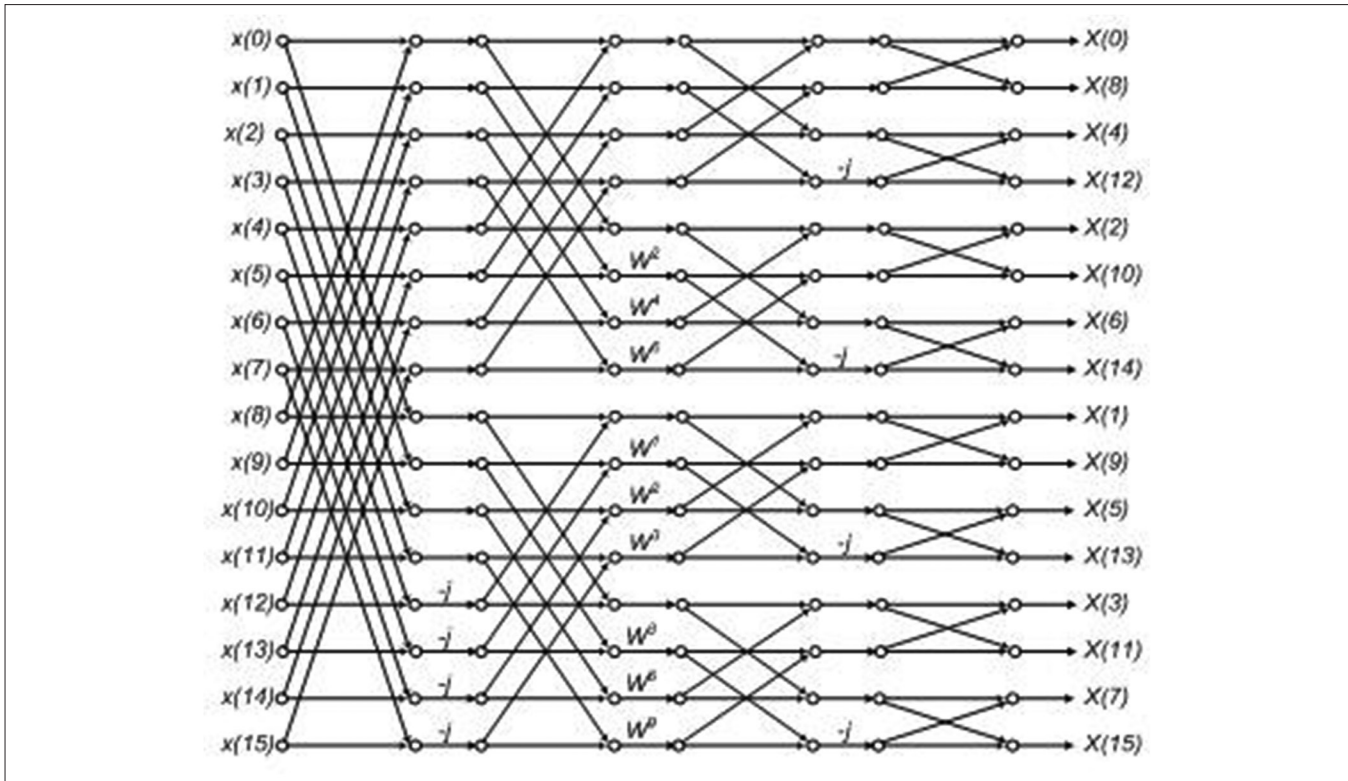 x(0) X(0)
x(1) X(8)
x(2) X(4)
x(3) -j X(12)
x(4) X(2)
x(5) W² X(10)
x(6) W⁴ X(6)
x(7) W⁶ -j X(14)
x(8) X(1)
x(9) W¹ X(9)
x(10) W² X(5)
x(11) W³ -j X(13)
x(12) -j X(3)
x(13) -j W³ X(11)
x(14) -j W⁶ X(7)
x(15) -j W⁹ -j X(15)